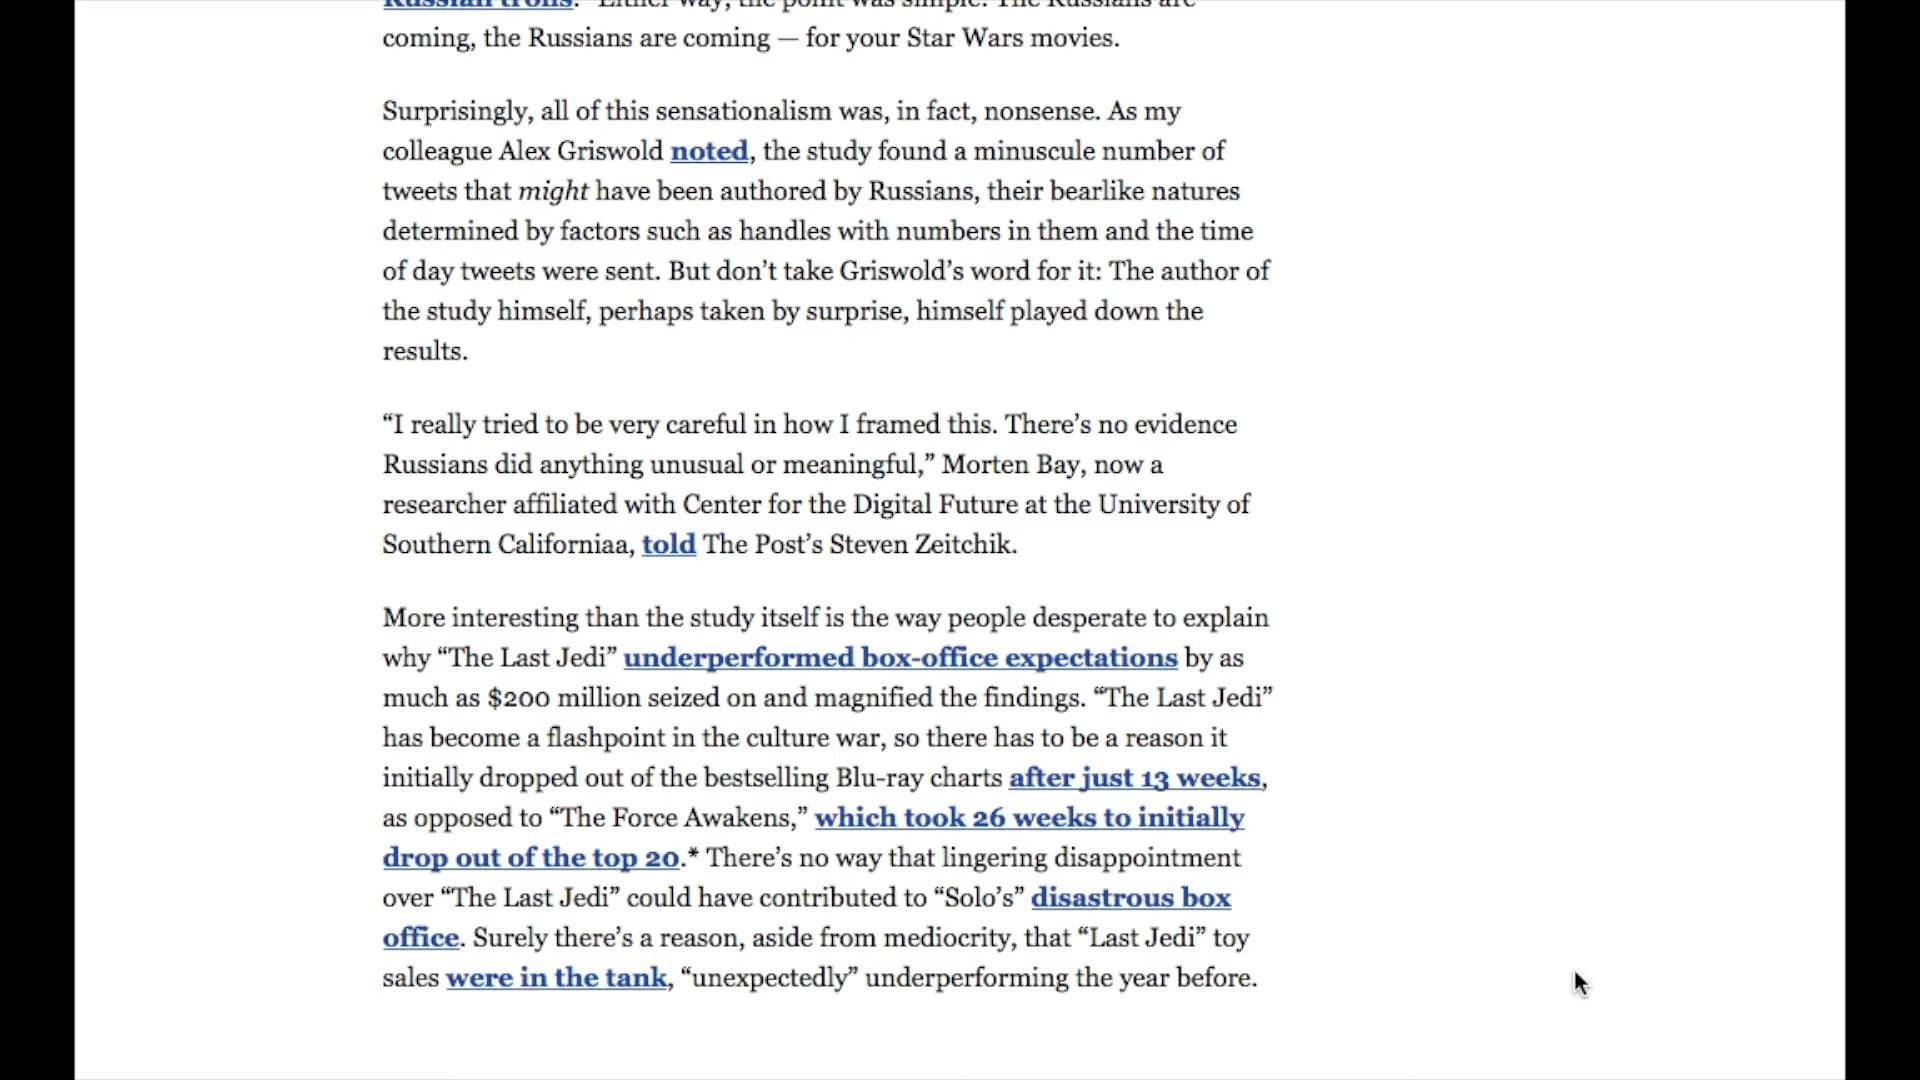 Russian trolls." Either way, the point was simple: The Russians are
coming, the Russians are coming — for your Star Wars movies.
Surprisingly, all of this sensationalism was, in fact, nonsense. As my
colleague Alex Griswold noted, the study found a minuscule number of
tweets that might have been authored by Russians, their bearlike natures
determined by factors such as handles with numbers in them and the time
of day tweets were sent. But don’t take Griswold’s word for it: The author of
the study himself, perhaps taken by surprise, himself played down the
results.
“I really tried to be very careful in how I framed this. There’s no evidence
Russians did anything unusual or meaningful,” Morten Bay, now a
researcher affiliated with Center for the Digital Future at the University of
Southern Californiaa, told The Post’s Steven Zeitchik.
More interesting than the study itself is the way people desperate to explain
why “The Last Jedi” underperformed box-office expectations by as
much as $200 million seized on and magnified the findings. “The Last Jedi”
has become a flashpoint in the culture war, so there has to be a reason it
initially dropped out of the bestselling Blu-ray charts after just 13 weeks,
as opposed to “The Force Awakens,” which took 26 weeks to initially
drop out of the top 20.* There’s no way that lingering disappointment
over “The Last Jedi” could have contributed to “Solo’s” disastrous box
office. Surely there’s a reason, aside from mediocrity, that “Last Jedi” toy
sales were in the tank, “unexpectedly” underperforming the year before.